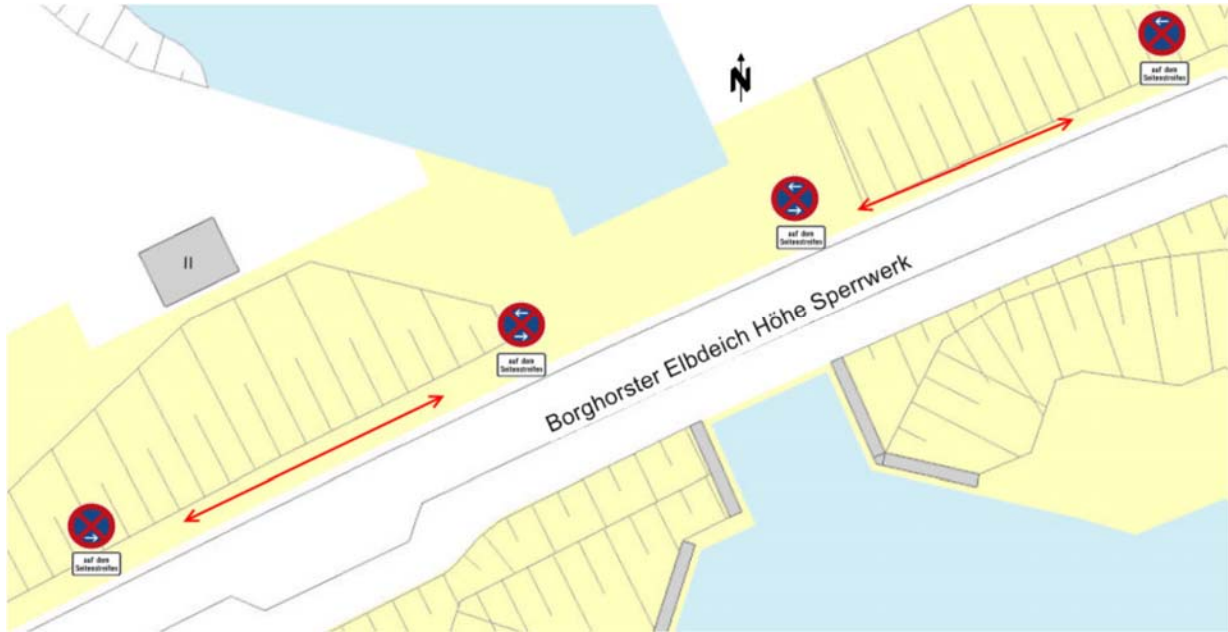 auf dem
Seitenstreifen
N
auf dem
Seitenstreifen
II
auf dem
Seitenstreifen
Borghorster Elbdeich Höhe Sperrwerk
auf dem
Seitenstreifen